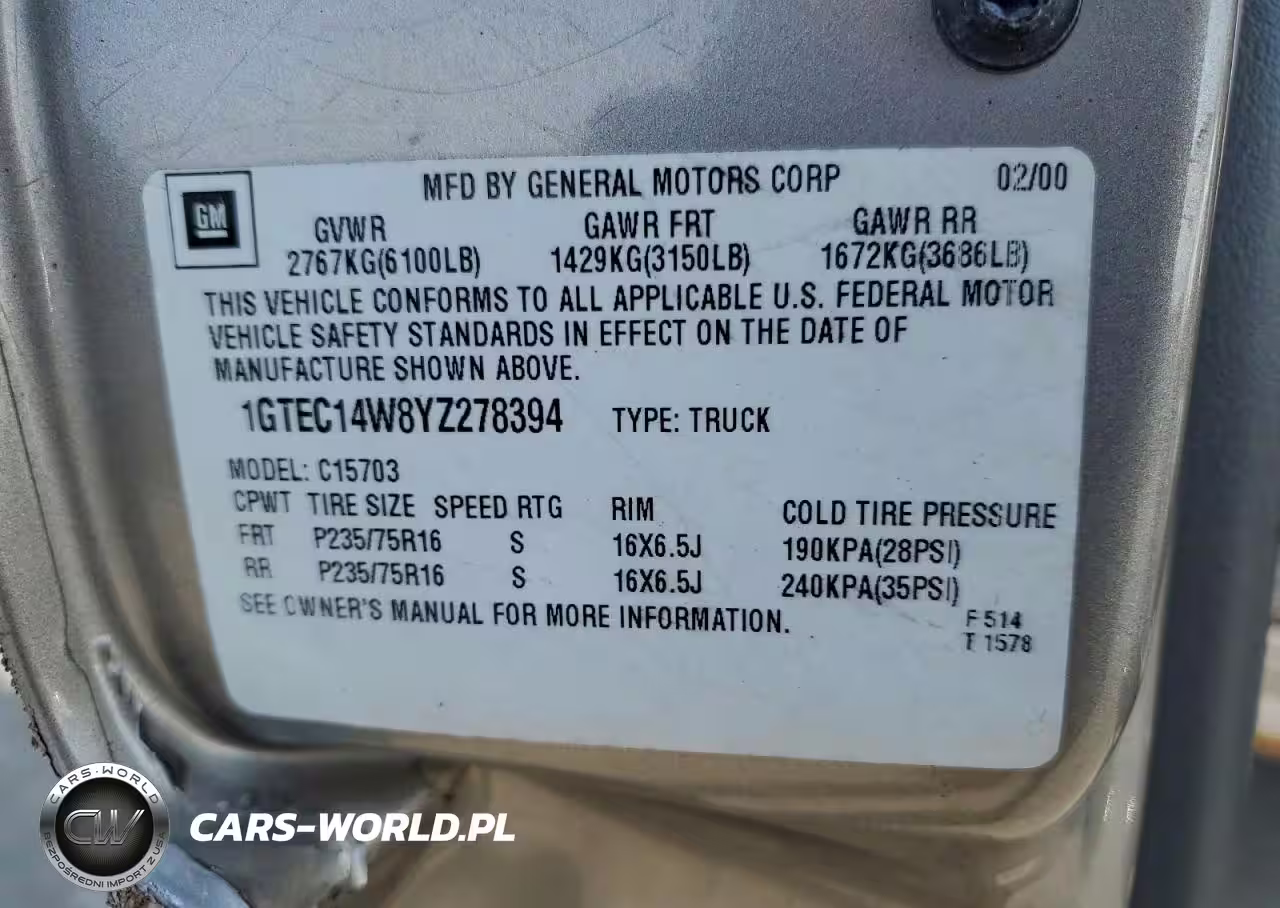 GM
MFD BY GENERAL MOTORS CORP 02/00
GVWR GAWR FRT GAWR RR
2767KG(6100LB) 1429KG(3150LB) 1672KG(3686LB)
THIS VEHICLE CONFORMS TO ALL APPLICABLE U.S. FEDERAL MOTOR
VEHICLE SAFETY STANDARDS IN EFFECT ON THE DATE OF
MANUFACTURE SHOWN ABOVE.
1GTEC14W8YZ278394 TYPE: TRUCK
MODEL: C15703
CPWT TIRE SIZE SPEED RTG RIM COLD TIRE PRESSURE
FRT P235/75R16 S 16X6.5J 190KPA(28PSI)
RR P235/75R16 S 16X6.5J 240KPA(35PSI)
SEE OWNER'S MANUAL FOR MORE INFORMATION.
F 514
T 1578
CARS-WORLD
CW
BEZPOŚREDNI IMPORT Z USA
CARS-WORLD.PL